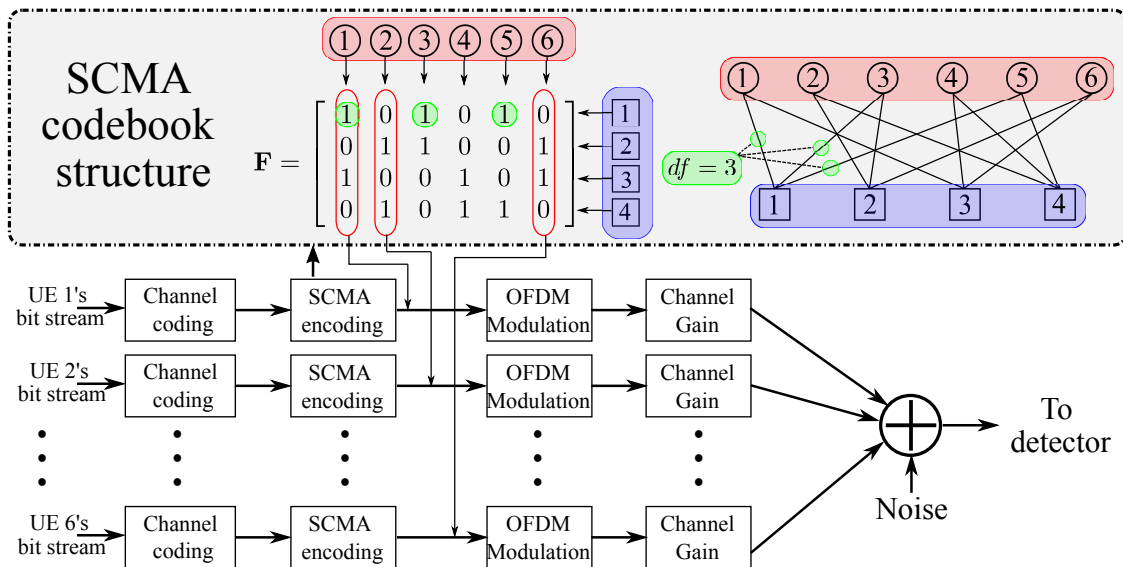 SCMA
codebook
structure
1 2 3 4 5 6
F =
1 0 1 0 1 0
0 1 1 0 0 1
1 0 0 1 0 1
0 1 0 1 1 0
1
2
3
4
1 2 3 4 5 6
df = 3
1 2 3 4
UE 1's
bit stream
Channel
coding
SCMA
encoding
OFDM
Modulation
Channel
Gain
UE 2's
bit stream
Channel
coding
SCMA
encoding
OFDM
Modulation
Channel
Gain
To
detector
Noise
UE 6's
bit stream
Channel
coding
SCMA
encoding
OFDM
Modulation
Channel
Gain